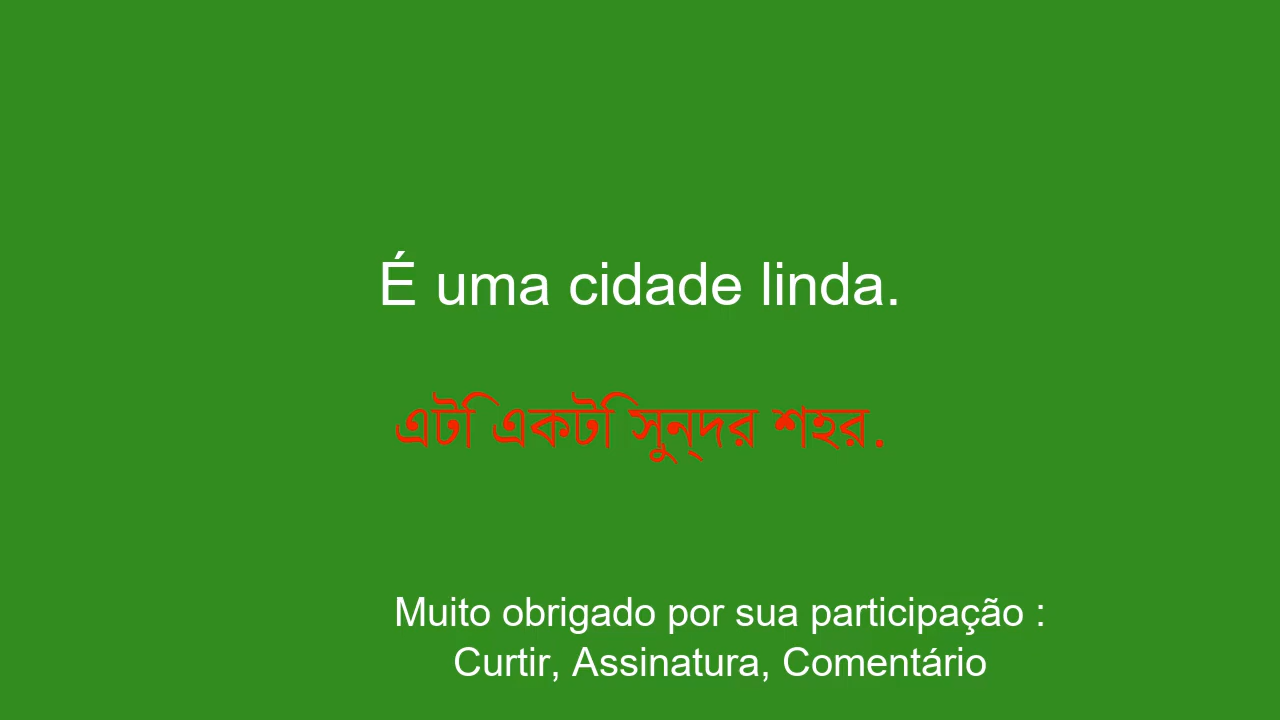 É uma cidade linda.
এটি একটি সুন্দর শহর.
Muito obrigado por sua participação :
Curtir, Assinatura, Comentário